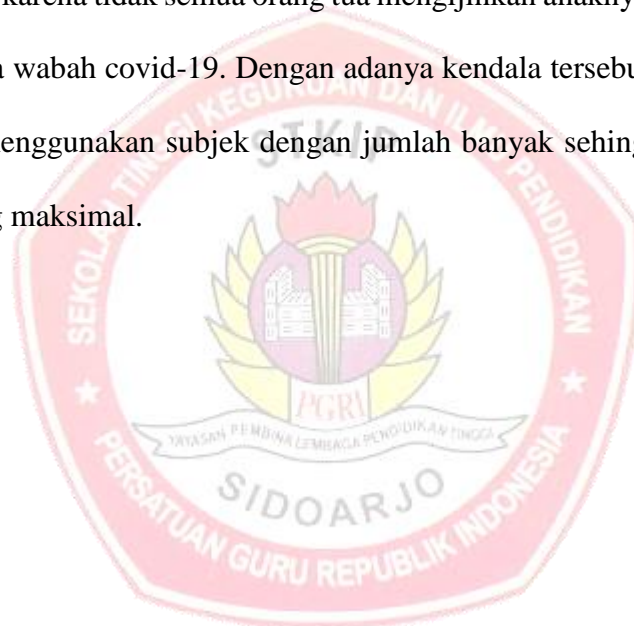 karena tidak semua orang tua mengijinkan anakny
a wabah covid-19. Dengan adanya kendala tersebu
enggunakan subjek dengan jumlah banyak sehing
g maksimal.
SEKOLAH TINGGI KEGURUAN DAN ILMU PENDIDIKAN
STKIP
PGRI
YAYASAN PEMBINA LEMBAGA PENDIDIKAN TINGGI
SIDOARJO
PERSATUAN GURU REPUBLIK INDONESIA